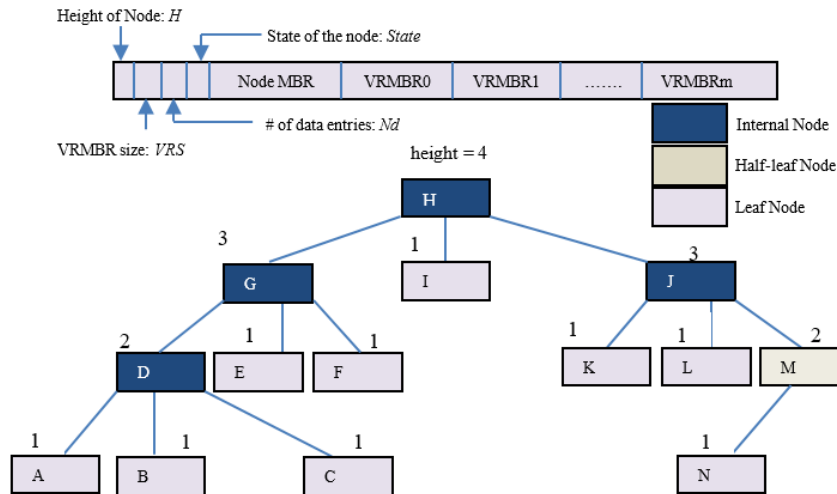 Height of Node: H
State of the node: State
Node MBR VRMBR0 VRMBR1 ....... VRMBRm
# of data entries: Nd
VRMBR size: VRS
Internal Node
Half-leaf Node
Leaf Node
height = 4
H
3 1 3
G I J
2 1 1 1 1 2
D E F K L M
1 1 1 1
A B C N